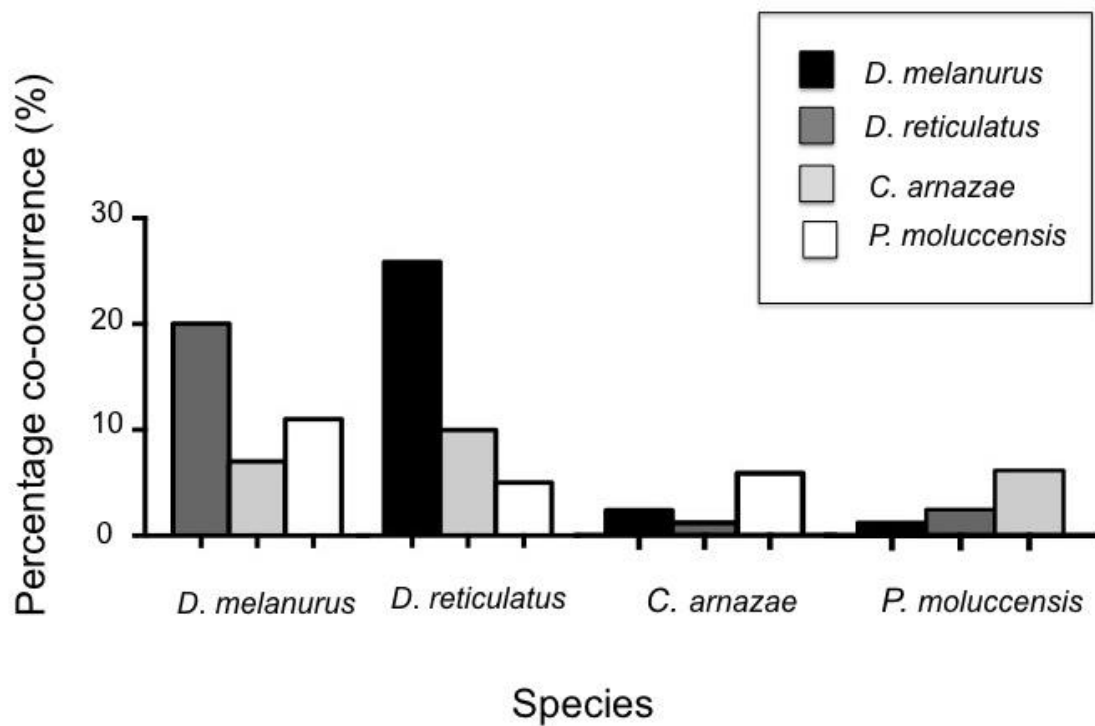 D. melanurus
D. reticulatus
C. arnazae
P. moluccensis
Percentage co-occurrence (%)
30
20
10
0
D. melanurus
D. reticulatus
C. arnazae
P. moluccensis
Species